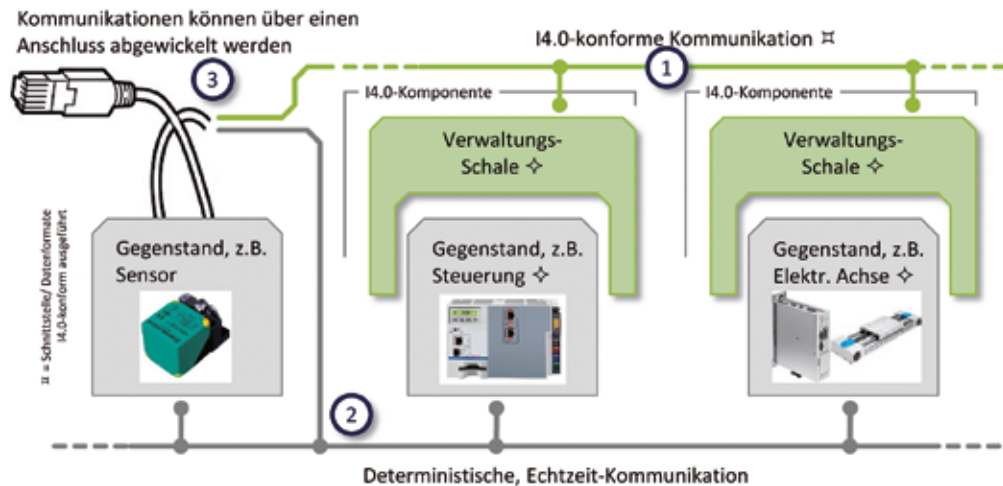 Kommunikationen können über einen
Anschluss abgewickelt werden
I4.0-konforme Kommunikation ¤
3
1
I4.0-Komponente
I4.0-Komponente
Verwaltungs-
Schale ✧
Verwaltungs-
Schale ✧
¤ = Schnittstelle/ Datenformate
I4.0-konform ausgeführt
Gegenstand, z.B.
Sensor
Gegenstand, z.B.
Steuerung ✧
Gegenstand, z.B.
Elektr. Achse ✧
2
Deterministische, Echtzeit-Kommunikation